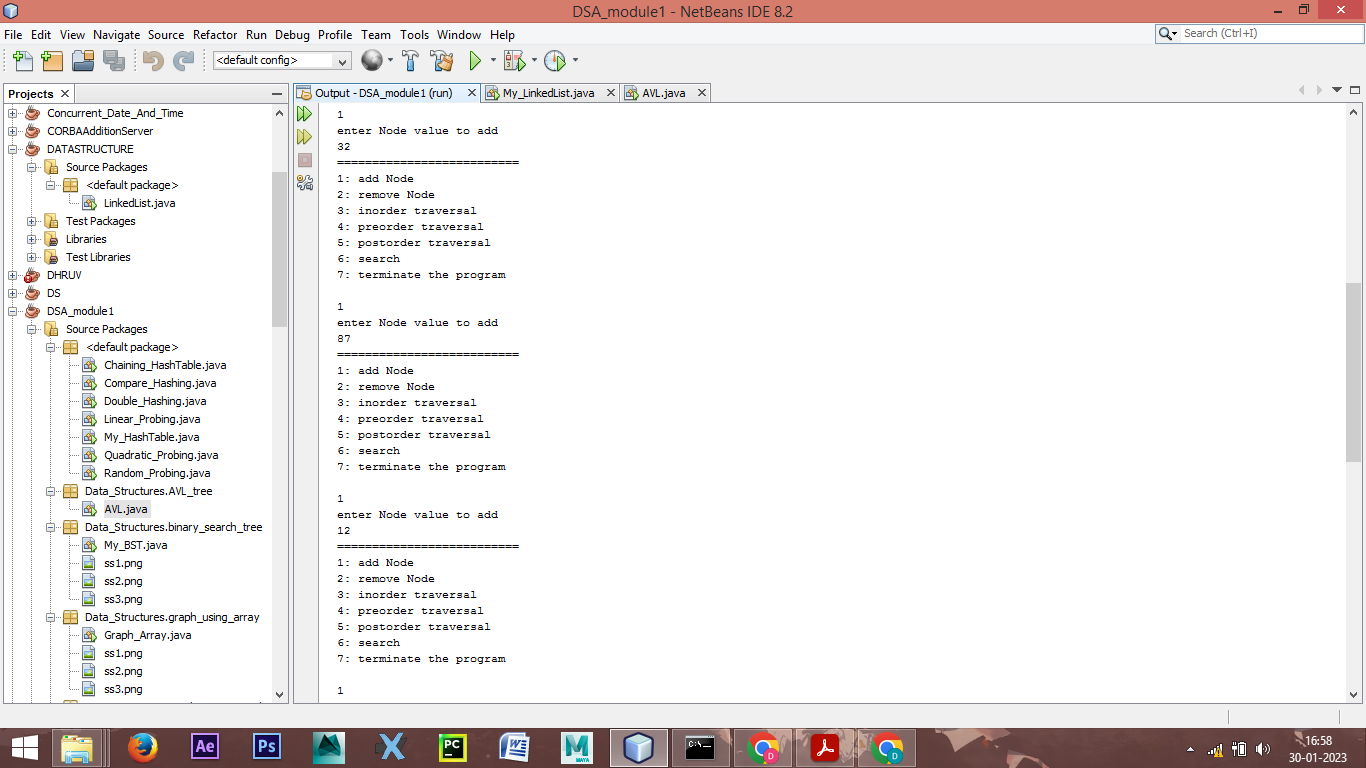 DSA_module1 - NetBeans IDE 8.2
File Edit View Navigate Source Refactor Run Debug Profile Team Tools Window Help
Search (Ctrl+I)
<default config>
Projects
Concurrent_Date_And_Time
CORBAAdditionServer
DATASTRUCTURE
Source Packages
<default package>
LinkedList.java
Test Packages
Libraries
Test Libraries
DHRUV
DS
DSA_module1
Source Packages
<default package>
Chaining_HashTable.java
Compare_Hashing.java
Double_Hashing.java
Linear_Probing.java
My_HashTable.java
Quadratic_Probing.java
Random_Probing.java
Data_Structures.AVL_tree
AVL.java
Data_Structures.binary_search_tree
My_BST.java
ss1.png
ss2.png
ss3.png
Data_Structures.graph_using_array
Graph_Array.java
ss1.png
ss2.png
ss3.png
Output - DSA_module1 (run) My_LinkedList.java AVL.java
1
enter Node value to add
32
==========================
1: add Node
2: remove Node
3: inorder traversal
4: preorder traversal
5: postorder traversal
6: search
7: terminate the program
1
enter Node value to add
87
==========================
1: add Node
2: remove Node
3: inorder traversal
4: preorder traversal
5: postorder traversal
6: search
7: terminate the program
1
enter Node value to add
12
==========================
1: add Node
2: remove Node
3: inorder traversal
4: preorder traversal
5: postorder traversal
6: search
7: terminate the program
1
Ae
Ps
PC
W
M
MAYA
C:\.
D
D
16:58
30-01-2023